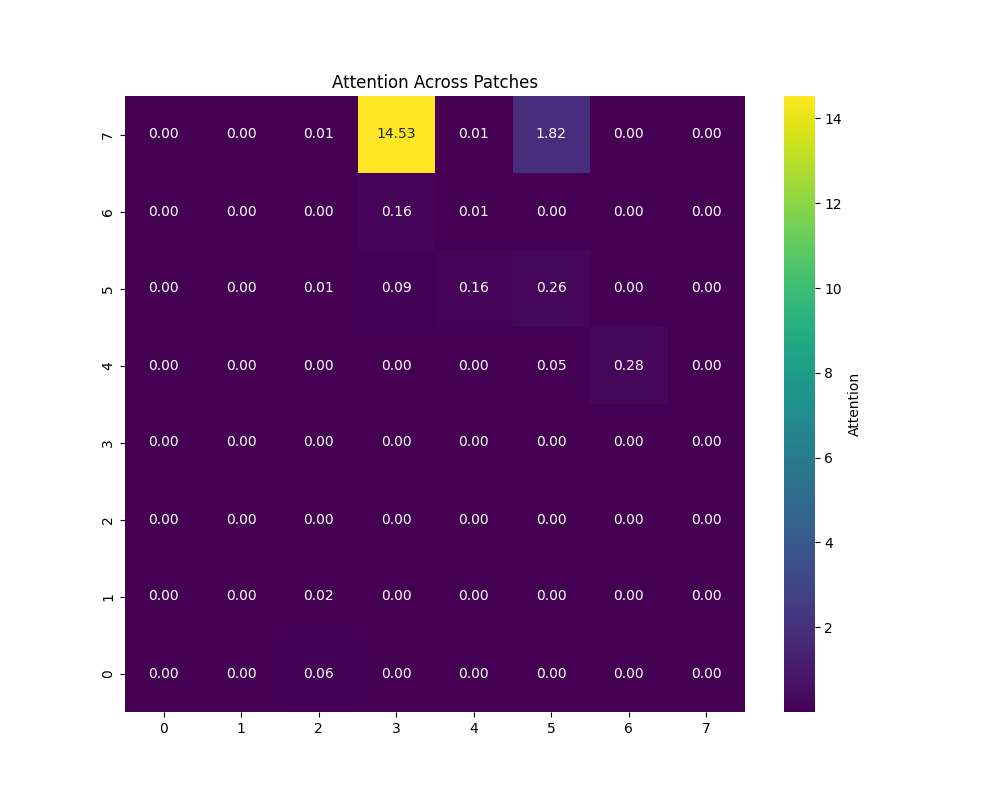 Attention Across Patches
7 0.00 0.00 0.01 14.53 0.01 1.82 0.00 0.00
6 0.00 0.00 0.00 0.16 0.01 0.00 0.00 0.00
5 0.00 0.00 0.01 0.09 0.16 0.26 0.00 0.00
4 0.00 0.00 0.00 0.00 0.00 0.05 0.28 0.00
3 0.00 0.00 0.00 0.00 0.00 0.00 0.00 0.00
2 0.00 0.00 0.00 0.00 0.00 0.00 0.00 0.00
1 0.00 0.00 0.02 0.00 0.00 0.00 0.00 0.00
0 0.00 0.00 0.06 0.00 0.00 0.00 0.00 0.00
0 1 2 3 4 5 6 7
14
12
10
8
6
4
2
Attention